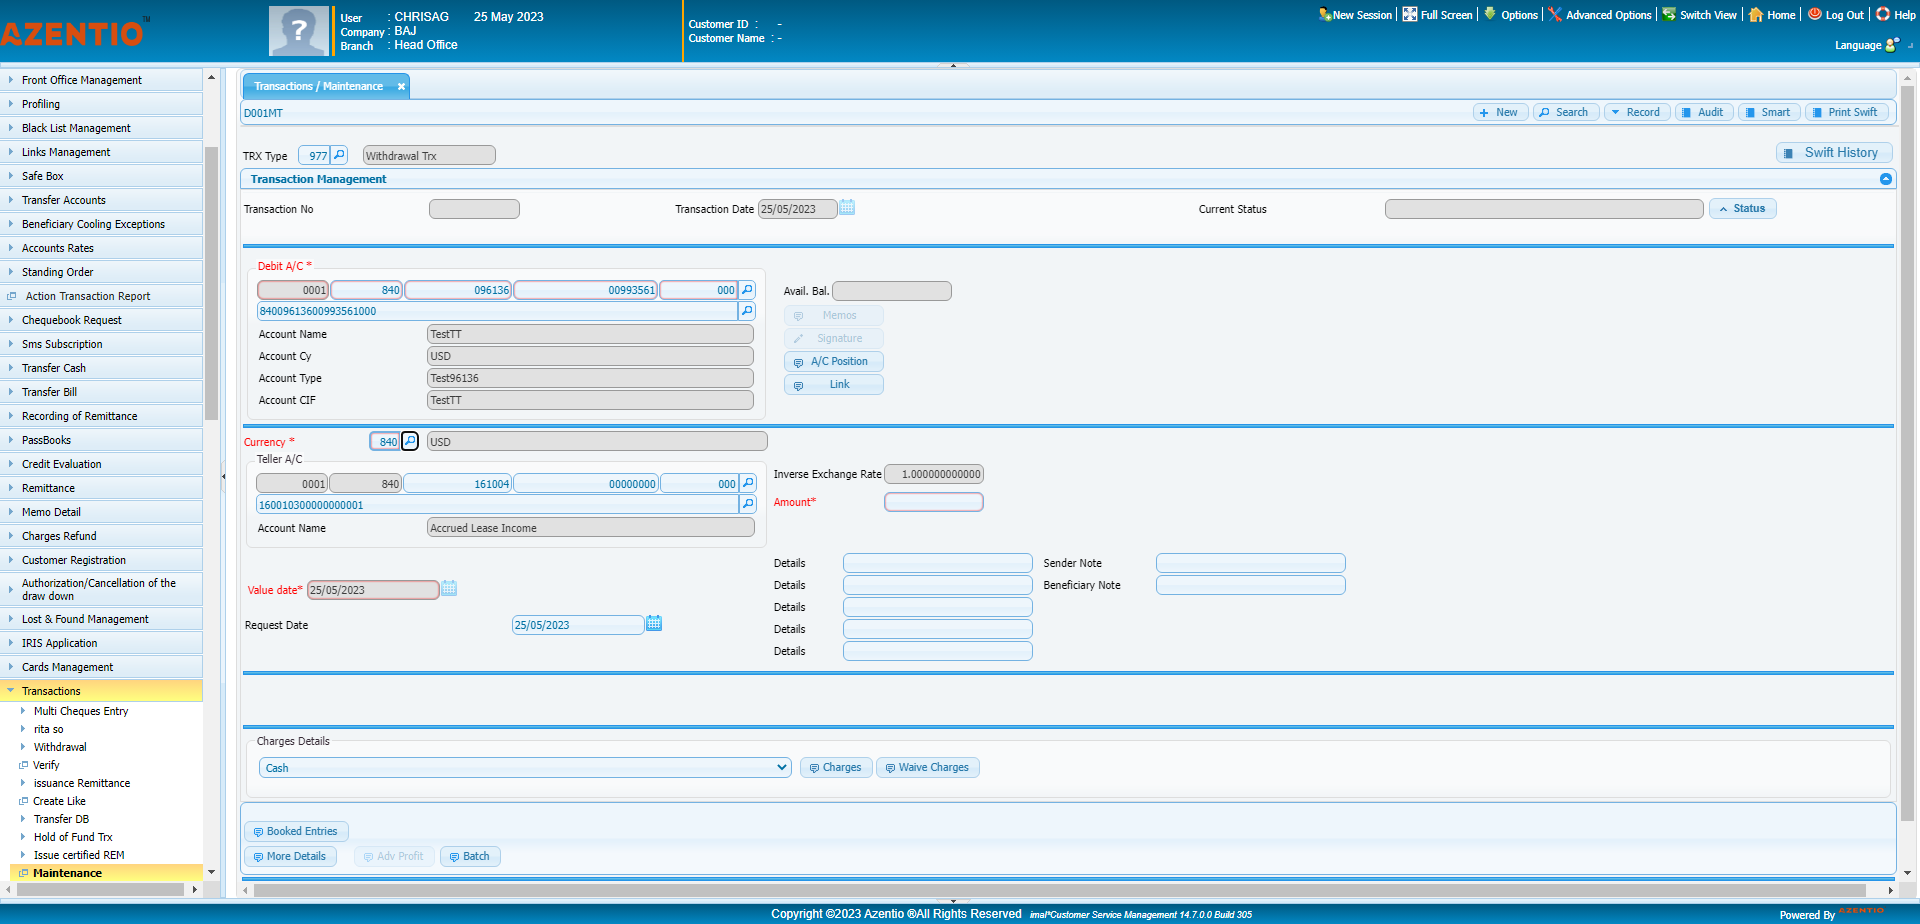 AZENTIO TM
User : CHRISAG 25 May 2023
Company : BAJ
Branch : Head Office
Customer ID : -
Customer Name : -
New Session Full Screen Options Advanced Options Switch View Home Log Out Help
Language
Front Office Management
Profiling
Black List Management
Links Management
Safe Box
Transfer Accounts
Beneficiary Cooling Exceptions
Accounts Rates
Standing Order
Action Transaction Report
Chequebook Request
Sms Subscription
Transfer Cash
Transfer Bill
Recording of Remittance
PassBooks
Credit Evaluation
Remittance
Memo Detail
Charges Refund
Customer Registration
Authorization/Cancellation of the
draw down
Lost & Found Management
IRIS Application
Cards Management
Transactions
Multi Cheques Entry
rita so
Withdrawal
Verify
issuance Remittance
Create Like
Transfer DB
Hold of Fund Trx
Issue certified REM
Maintenance
Transactions / Maintenance
D001MT
New Search Record Audit Smart Print Swift
TRX Type 977 Withdrawal Trx
Swift History
Transaction Management
Transaction No Transaction Date 25/05/2023 Current Status Status
Debit A/C *
0001 840 096136 00993561 000
84009613600993561000
Account Name TestTT
Account Cy USD
Account Type Test96136
Account CIF TestTT
Avail. Bal.
Memos
Signature
A/C Position
Link
Currency * 840 USD
Teller A/C
0001 840 161004 00000000 000
160010300000000001
Account Name Accrued Lease Income
Inverse Exchange Rate 1.000000000000
Amount*
Details Sender Note
Details Beneficiary Note
Details
Details
Details
Value date* 25/05/2023
Request Date 25/05/2023
Charges Details
Cash Charges Waive Charges
Booked Entries
More Details Adv Profit Batch
Copyright ©2023 Azentio ®All Rights Reserved imal*Customer Service Management 14.7.0.0 Build 305
Powered By AZENTIO